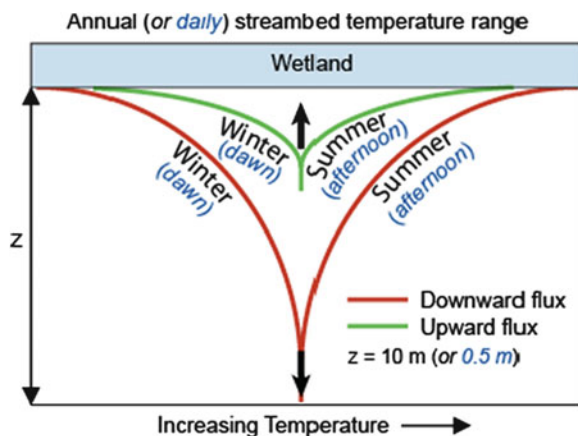 Annual (or daily) streambed temperature range
Wetland
Winter
(dawn)
Summer
(afternoon)
Winter
(dawn)
Summer
(afternoon)
z
Downward flux
Upward flux
z = 10 m (or 0.5 m)
Increasing Temperature